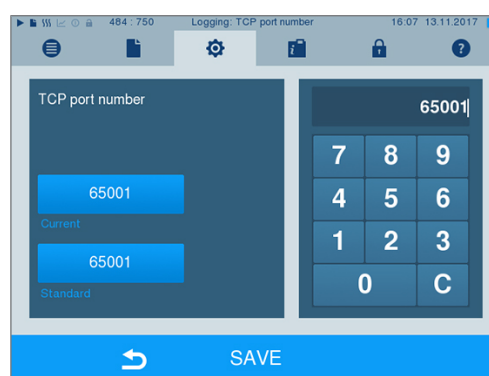 484 : 750 Logging: TCP port number 16:07 13.11.2017
TCP port number
65001
Current
65001
Standard
65001
7 8 9
4 5 6
1 2 3
0 C
SAVE